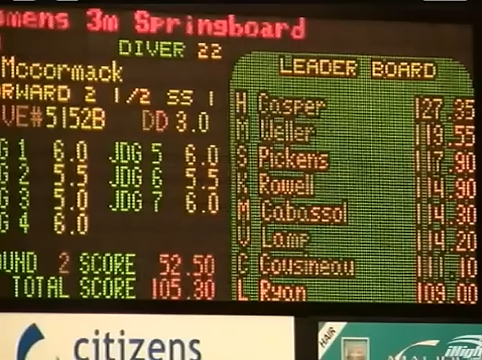 mens 3m Springboard
DIVER 22
Mccormack
ORWARD 2 1/2 SS 1
VE# 5152B DD 3.0
G 1 6.0 JDG 5 6.0
G 2 5.5 JDG 6 5.5
G 3 5.0 JDG 7 6.0
G 4 6.0
UND 2 SCORE 52.50
TOTAL SCORE 105.30
LEADER BOARD
H Casper 127.35
M Weller 119.55
S Pickens 117.90
K Rowell 114.90
M Cabassol 114.30
V Lamp 114.20
C Cousineau 111.10
L Ryan 109.00
citizens
HAIR